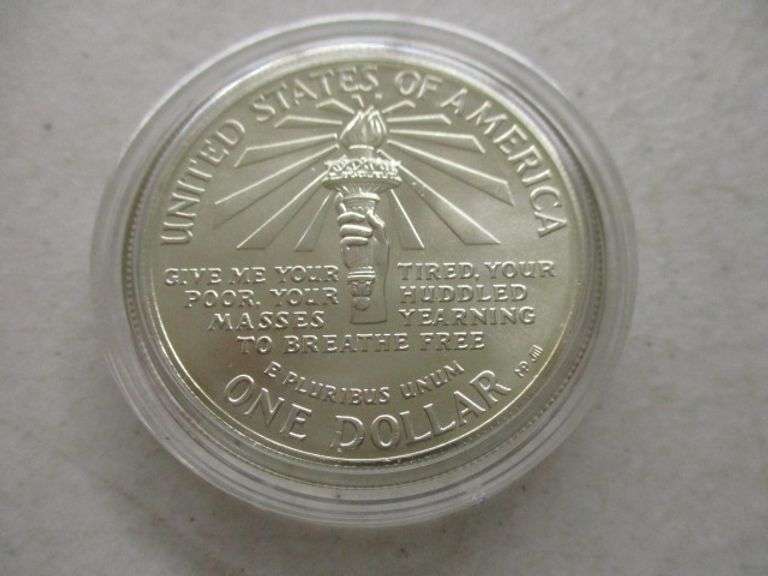 UNITED STATES OF AMERICA
GIVE ME YOUR TIRED, YOUR
POOR, YOUR HUDDLED
MASSES YEARNING
TO BREATHE FREE
E PLURIBUS UNUM
ONE DOLLAR